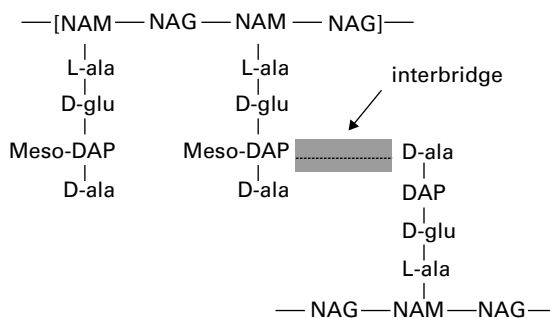 [NAM NAG NAM NAG]
L-ala L-ala
interbridge
D-glu D-glu
Meso-DAP Meso-DAP D-ala
D-ala D-ala DAP
D-glu
L-ala
NAG NAM NAG